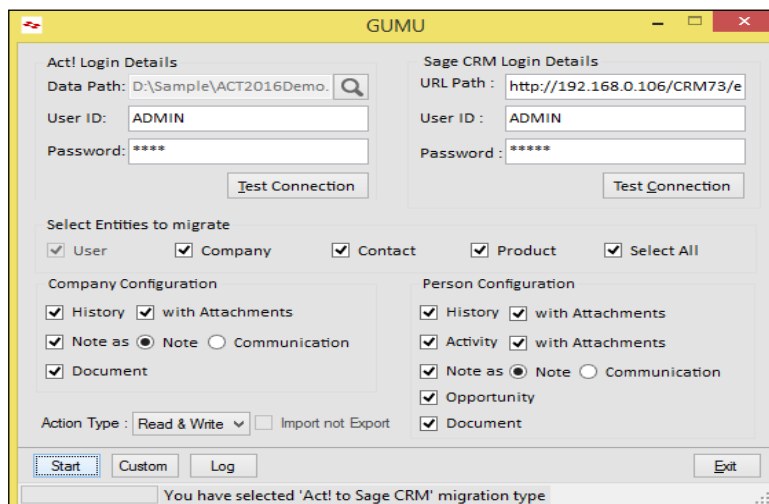 GUMU
Act! Login Details
Data Path: D:\Sample\ACT2016Demo.
User ID: ADMIN
Password: ****
Test Connection
Sage CRM Login Details
URL Path : http://192.168.0.106/CRM73/e
User ID : ADMIN
Password : *****
Test Connection
Select Entities to migrate
User Company Contact Product Select All
Company Configuration
History with Attachments
Note as Note Communication
Document
Person Configuration
History with Attachments
Activity with Attachments
Note as Note Communication
Opportunity
Document
Action Type : Read & Write Import not Export
Start Custom Log Exit
You have selected 'Act! to Sage CRM' migration type